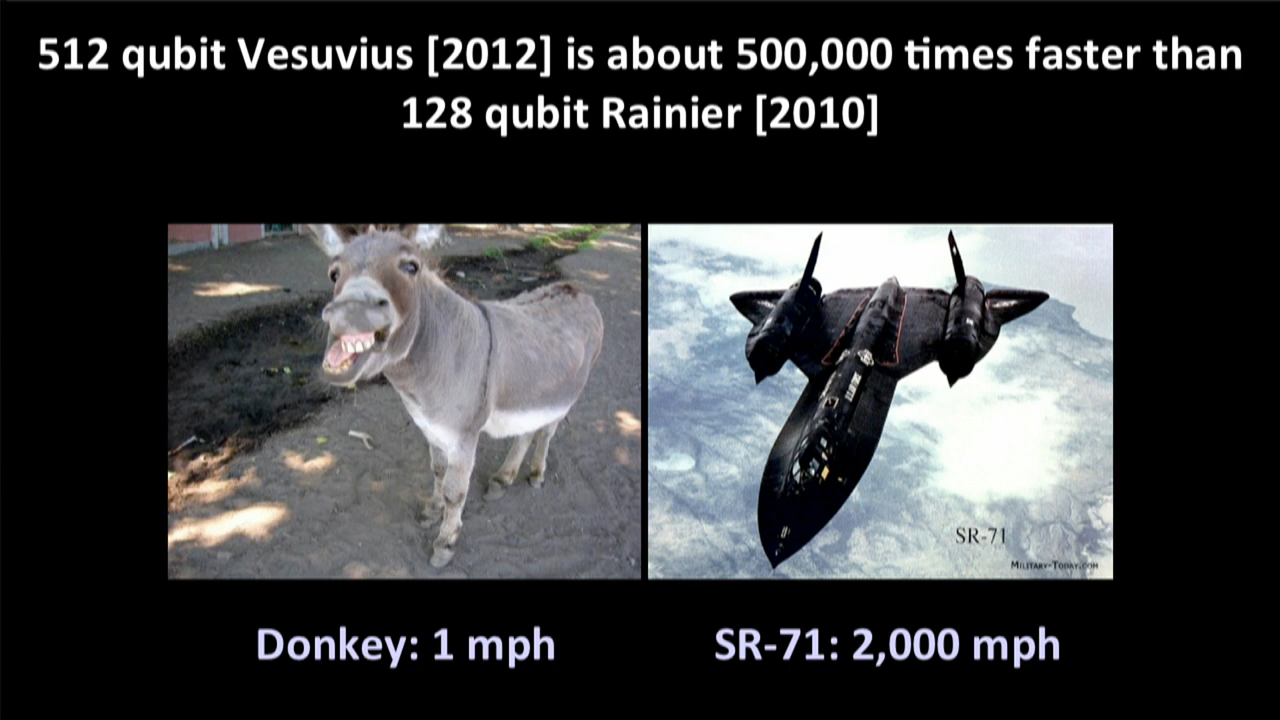 512 qubit Vesuvius [2012] is about 500,000 times faster than
128 qubit Rainier [2010]
SR-71
Military-Today.com
Donkey: 1 mph
SR-71: 2,000 mph